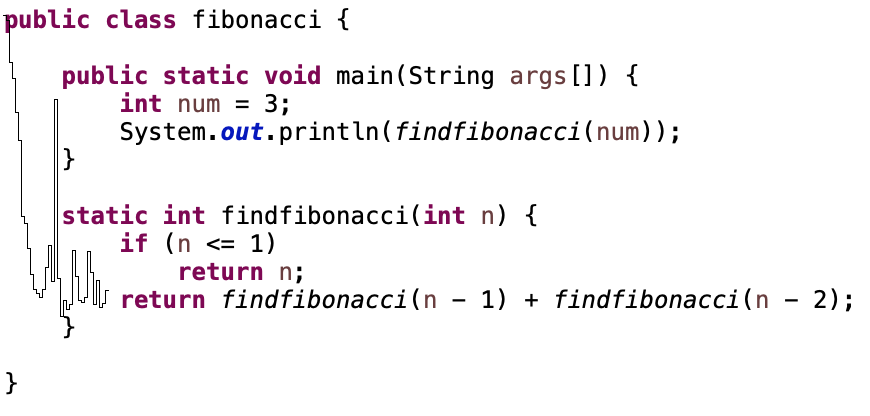 public class fibonacci {
public static void main(String args[]) {
int num = 3;
System.out.println(findfibonacci(num));
}
static int findfibonacci(int n) {
if (n <= 1)
return n;
return findfibonacci(n - 1) + findfibonacci(n - 2);
}
}